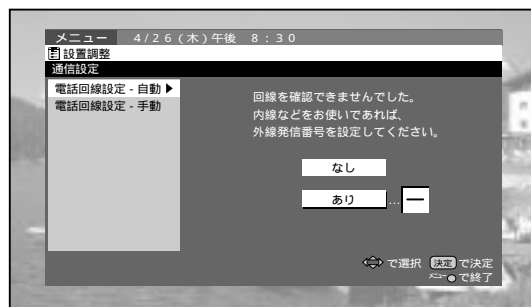 メニュー 4/26(木)午後 8:30
設置調整
通信設定
電話回線設定 - 自動▶
電話回線設定 - 手動
回線を確認できませんでした。
内線などをお使いであれば、
外線発信番号を設定してください。
なし
あり …ー
で選択 決定 で決定
メニュー で終了